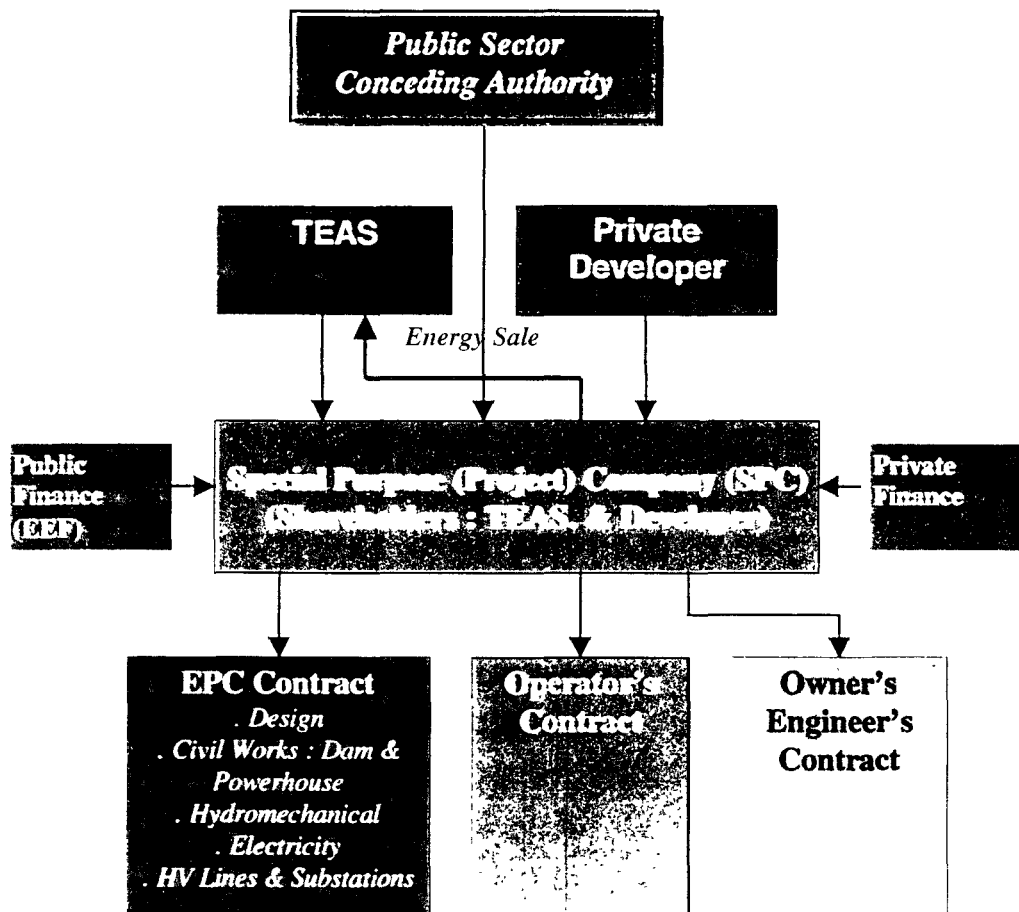 Public Sector
Conceding Authority
TEAS
Private
Developer
Energy Sale
Public
Finance
(EEF)
Special Purpose (Project) Company (SPC)
(Shareholders : TEAS & Developer)
Private
Finance
EPC Contract
. Design
. Civil Works : Dam &
Powerhouse
. Hydromechanical
. Electricity
. HV Lines & Substations
Operator's
Contract
Owner's
Engineer's
Contract